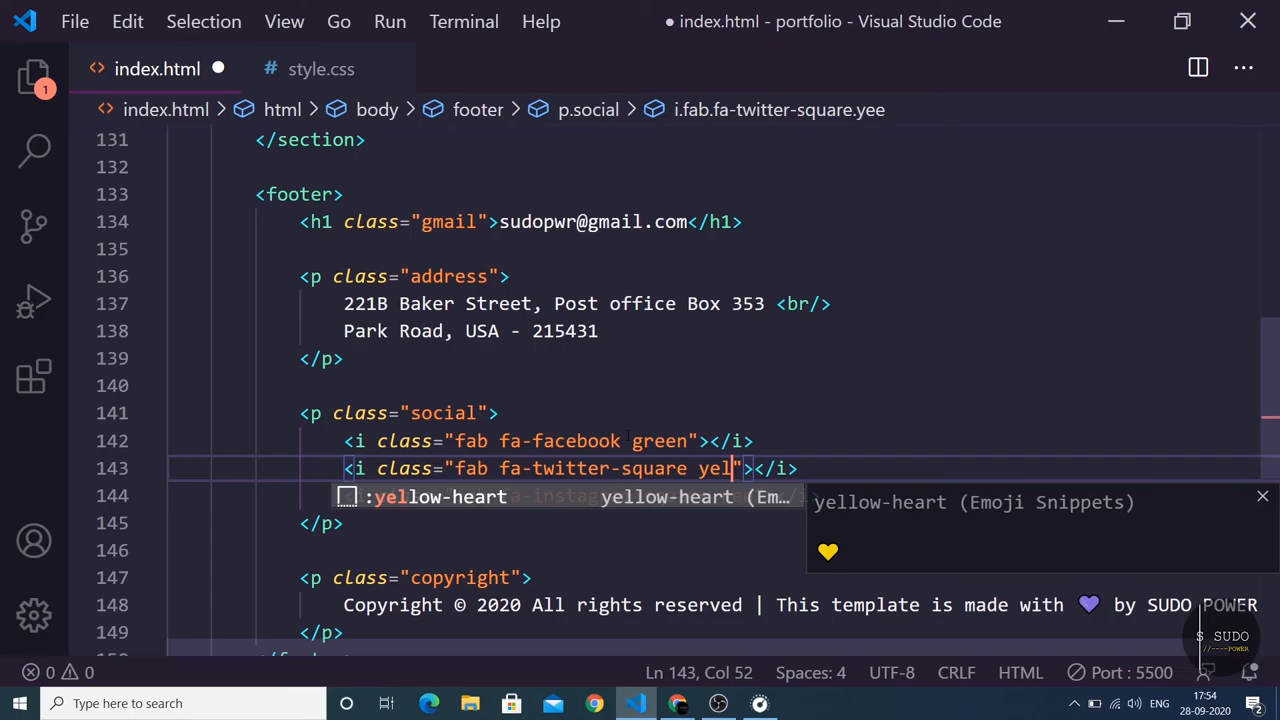 File Edit Selection View Go Run Terminal Help ● index.html - portfolio - Visual Studio Code
index.html ● # style.css
index.html > html > body > footer > p.social > i.fab.fa-twitter-square.yee
1
131 </section>
132
133 <footer>
134 <h1 class="gmail">sudopwr@gmail.com</h1>
135
136 <p class="address">
137 221B Baker Street, Post office Box 353 <br/>
138 Park Road, USA - 215431
139 </p>
140
141 <p class="social">
142 <i class="fab fa-facebook green"></i>
143 <i class="fab fa-twitter-square yel"></i>
:yellow-heart yellow-heart (Em…
yellow-heart (Emoji Snippets)
💛
144
145 </p>
146
147 <p class="copyright">
148 Copyright © 2020 All rights reserved | This template is made with 💜 by SUDO POWER
149 </p>
S SUDO
//----POWER
0 0 Ln 143, Col 52 Spaces: 4 UTF-8 CRLF HTML Port : 5500
Type here to search
ENG
17:54
28-09-2020
2